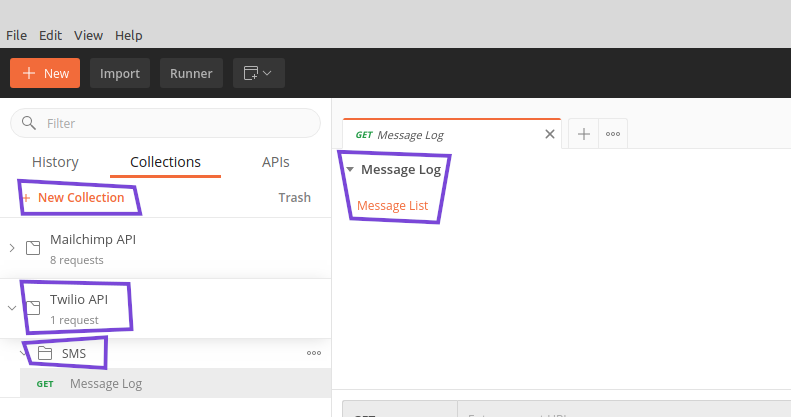 File Edit View Help
+ New Import Runner
Filter
History Collections APIs
+ New Collection Trash
Mailchimp API
8 requests
Twilio API
1 request
SMS
GET Message Log
GET Message Log
Message Log
Message List